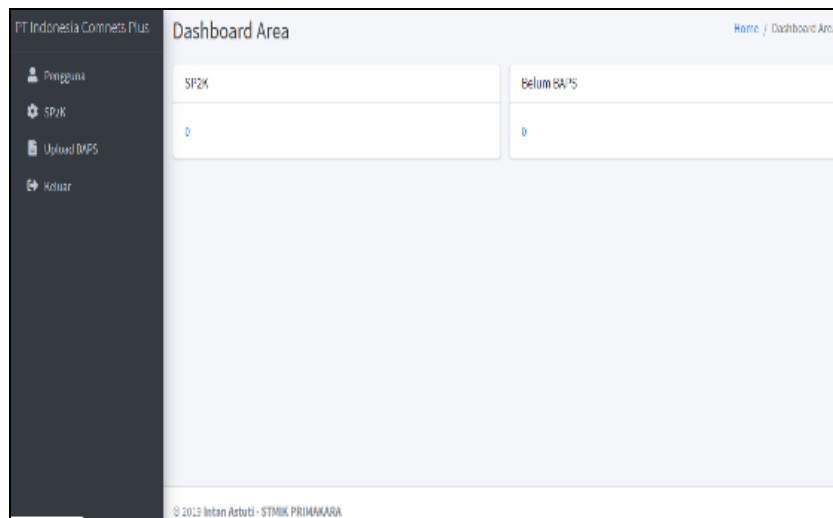 PT Indonesia Comnets Plus
Pengguna
SP2K
Upload BAPS
Keluar
Dashboard Area
Home / Dashboard Area
SP2K
0
Belum BAPS
0
© 2019 Intan Astuti - STMIK PRIMAKARA